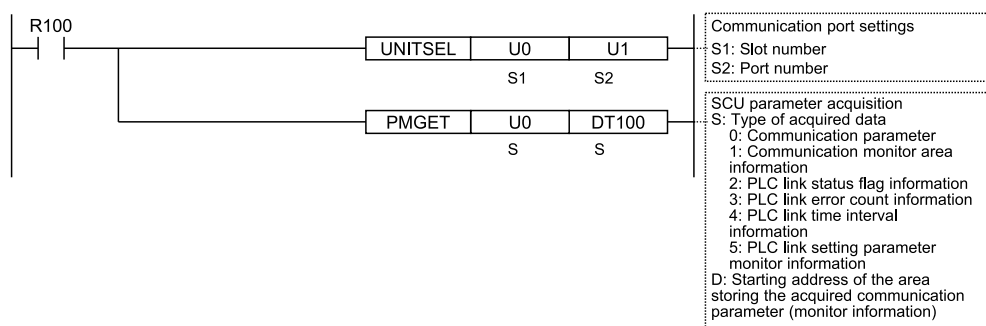 R100
UNITSEL U0 U1
S1 S2
PMGET U0 DT100
S S
Communication port settings
S1: Slot number
S2: Port number
SCU parameter acquisition
S: Type of acquired data
0: Communication parameter
1: Communication monitor area
information
2: PLC link status flag information
3: PLC link error count information
4: PLC link time interval
information
5: PLC link setting parameter
monitor information
D: Starting address of the area
storing the acquired communication
parameter (monitor information)